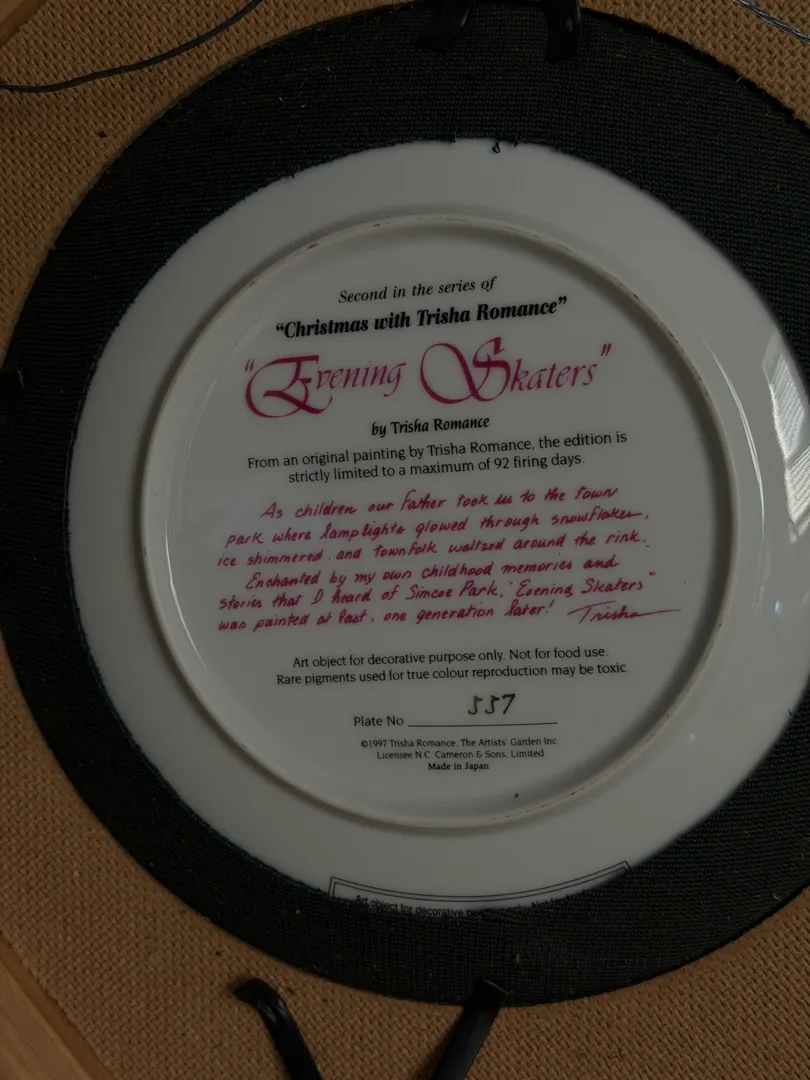 Second in the series of
"Christmas with Trisha Romance"
"Evening Skaters"
by Trisha Romance
From an original painting by Trisha Romance, the edition is
strictly limited to a maximum of 92 firing days.
As children our Father took us to the town
park where lamplights glowed through snowflakes,
ice shimmered, and townfolk waltzed around the rink.
Enchanted by my own childhood memories and
stories that I heard of Simcoe Park, "Evening Skaters"
was painted at last, one generation later! Trisha
Art object for decorative purpose only. Not for food use.
Rare pigments used for true colour reproduction may be toxic.
Plate No 557
©1997 Trisha Romance, The Artists' Garden Inc
Licensee N.C. Cameron & Sons, Limited
Made in Japan
Art object for decorative only. Not